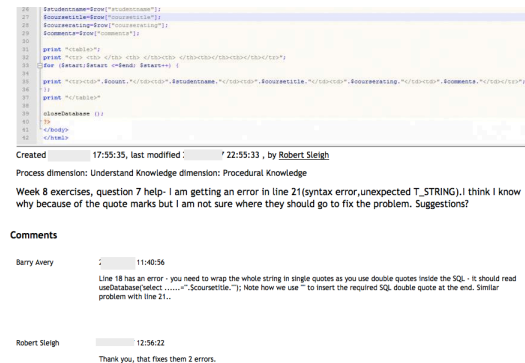 26 $studentname=$row["studentname"];
27 $coursetitle=$row["coursetitle"];
28 $courserating=$row["courserating"];
29 $comments=$row["comments"];
30
31 print "<table>";
32 print "<tr> <th> </th> <th> </th><th> </th><th><th></th><th></th></tr>";
33 for ($start;$start <=$end; $start++) {
34
35 print "<tr><td>".$count."</td><td>".$studentname."</td><td>".$coursetitle."</td><td>".$courserating."</td><td>".$comments."</td></tr>")
36 };
37 print "</table>"
38
39 closeDatabase ();
40 ?>
41 </body>
42 </html>
Created 17:55:35, last modified 22:55:33 , by Robert Sleigh
Process dimension: Understand Knowledge dimension: Procedural Knowledge
Week 8 exercises, question 7 help- I am getting an error in line 21(syntax error,unexpected T_STRING).I think I know
why because of the quote marks but I am not sure where they should go to fix the problem. Suggestions?
Comments
Barry Avery 11:40:56
Line 18 has an error - you need to wrap the whole string in single quotes as you use double quotes inside the SQL - it should read
useDatabase('select ......="'.$coursetitle.'"'); Note how we use '"' to insert the required SQL double quote at the end. Similar
problem with line 21..
Robert Sleigh 12:56:22
Thank you, that fixes them 2 errors.